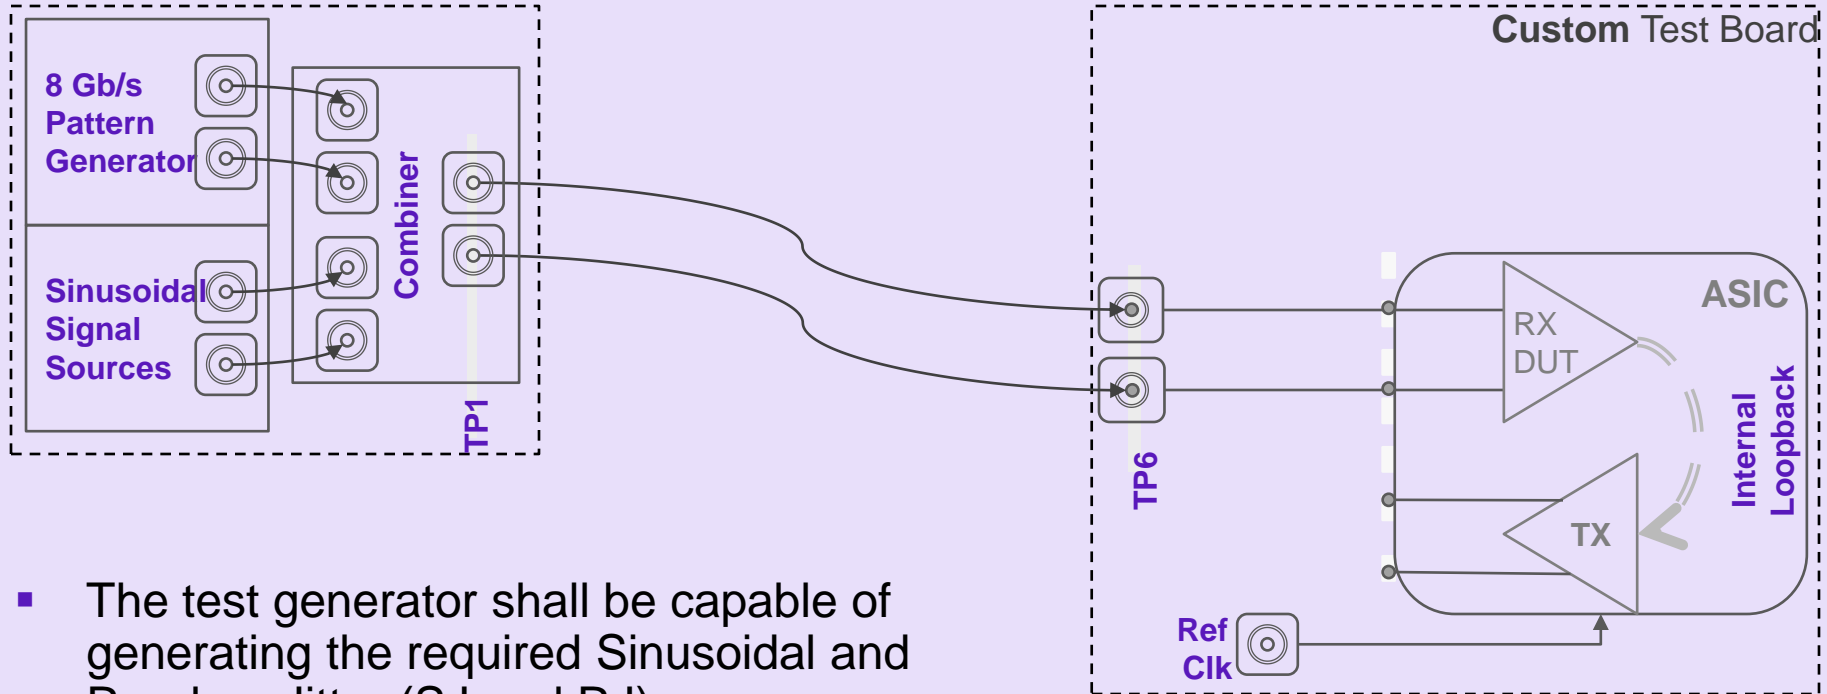 Custom Test Board
8 Gb/s
Pattern
Generator
Combiner
Sinusoidal
Signal
Sources
TP1
TP6
ASIC
RX
DUT
Internal
Loopback
TX
Ref
Clk
▪ The test generator shall be capable of
generating the required Sinusoidal and